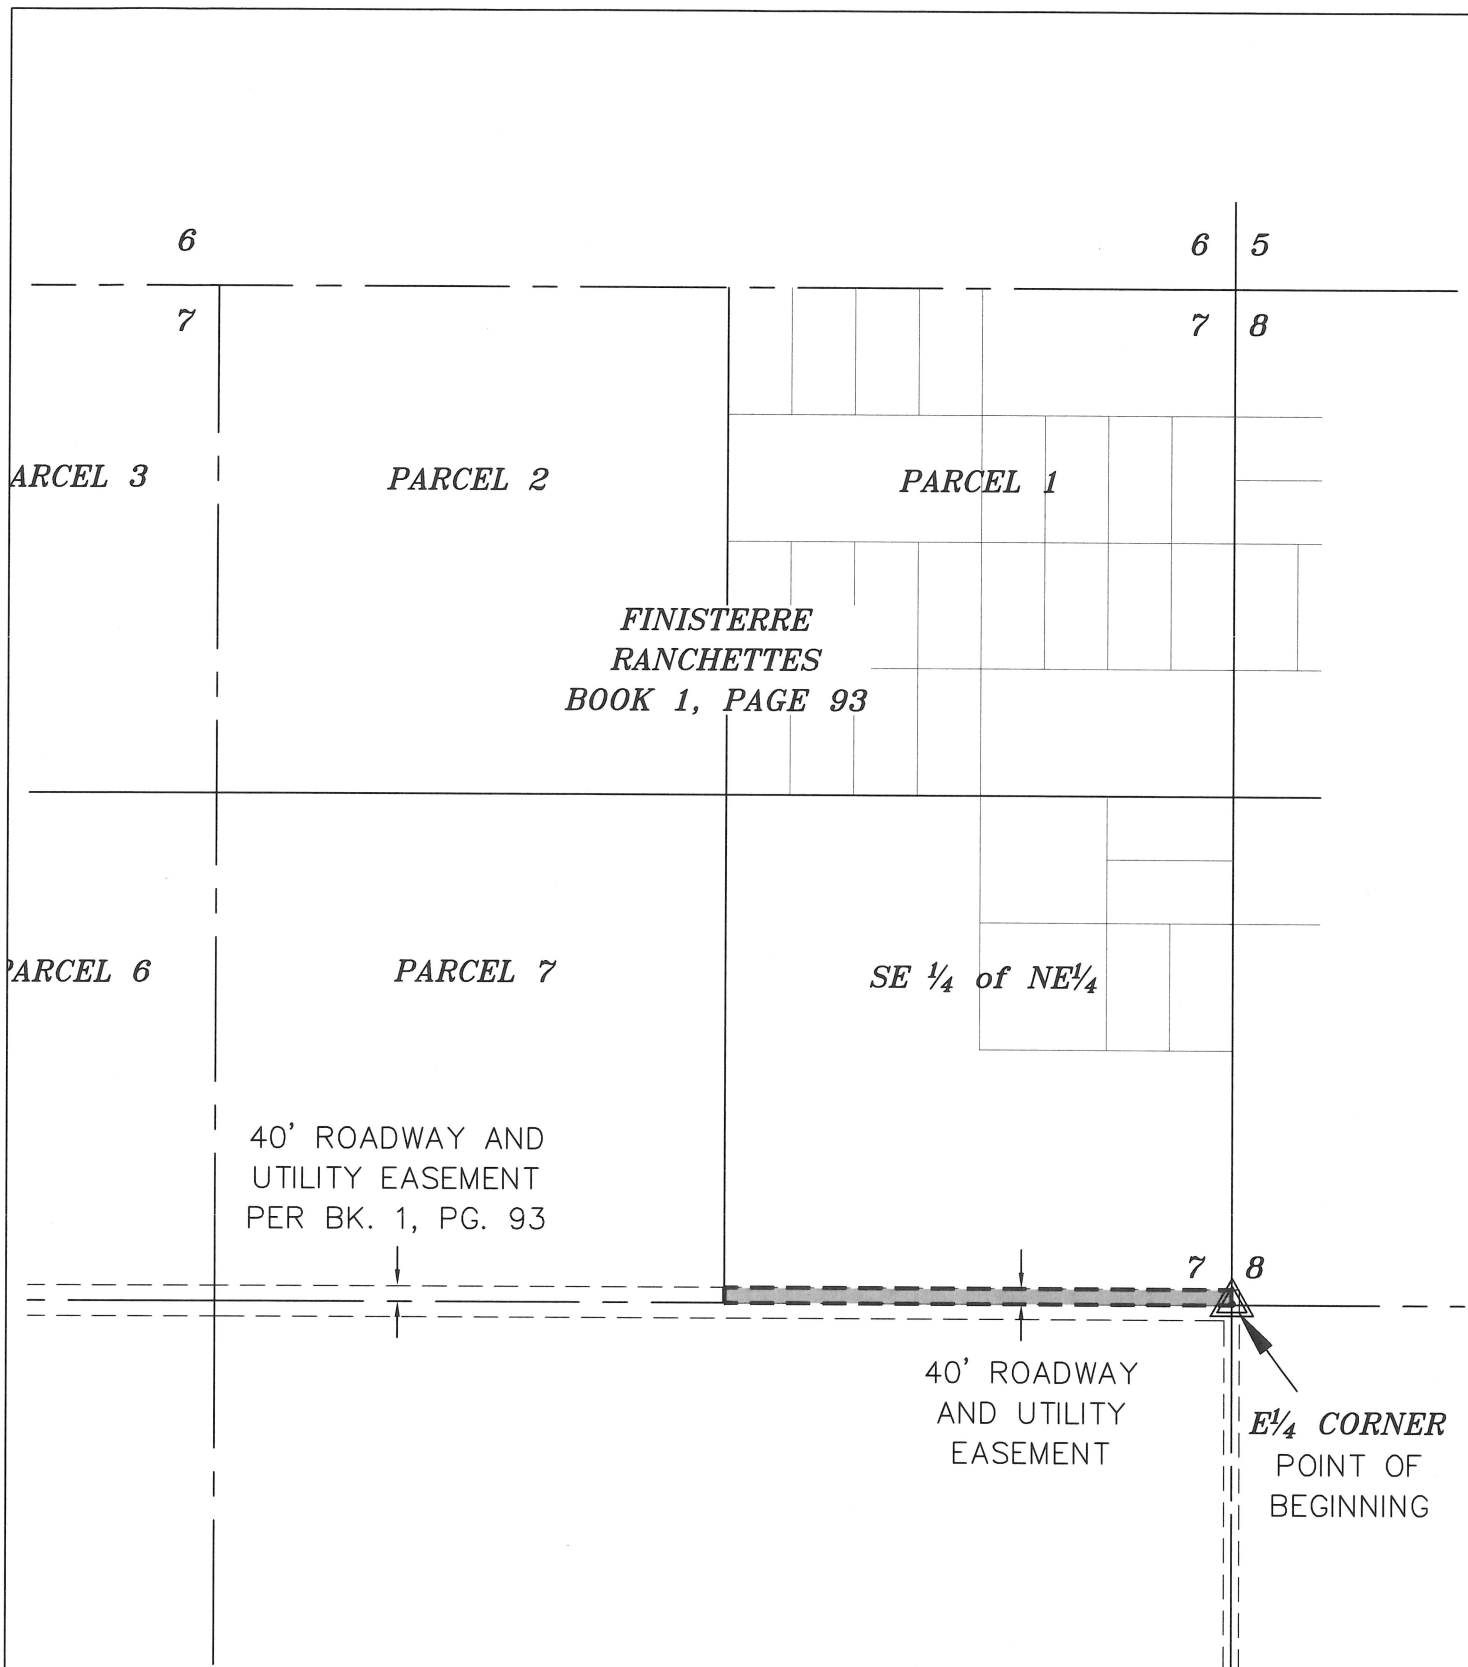 6
6 5
7
7 8
ARCEL 3
PARCEL 2
PARCEL 1
FINISTERRE
RANCHETTES
BOOK 1, PAGE 93
PARCEL 6
PARCEL 7
SE ¼ of NE¼
40' ROADWAY AND
UTILITY EASEMENT
PER BK. 1, PG. 93
7 8
40' ROADWAY
AND UTILITY
EASEMENT
E¼ CORNER
POINT OF
BEGINNING